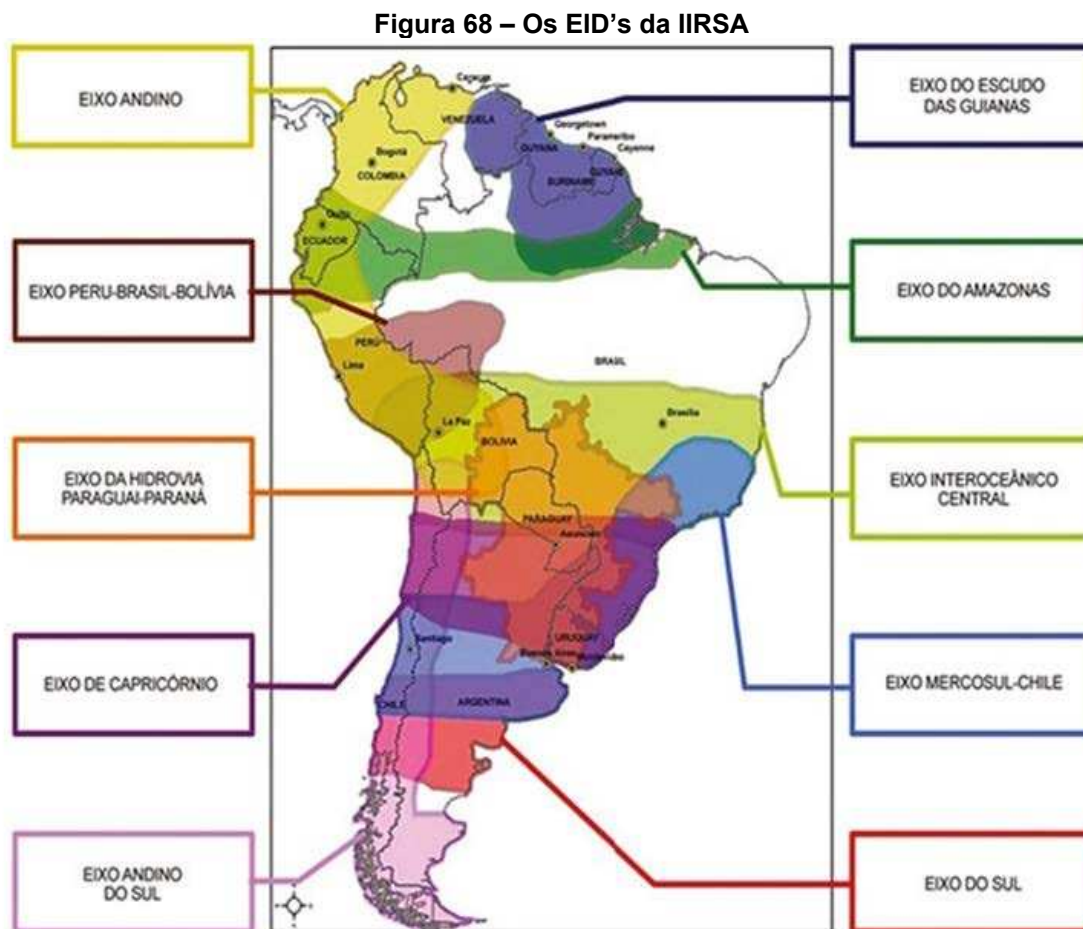 Figura 68 – Os EID’s da IIRSA
EIXO ANDINO
EIXO DO ESCUDO
DAS GUIANAS
EIXO PERU-BRASIL-BOLÍVIA
EIXO DO AMAZONAS
EIXO DA HIDROVIA
PARAGUAI-PARANÁ
EIXO INTEROCEÂNICO
CENTRAL
EIXO DE CAPRICÓRNIO
EIXO MERCOSUL-CHILE
EIXO ANDINO
DO SUL
EIXO DO SUL
VENEZUELA
Georgetown
Paramaribo
GUYANA
Cayenne
Bogotá
COLOMBIA
SURINAME
Quito
ECUADOR
PERÚ
Lima
BRASIL
La Paz
Brasília
BOLIVIA
PARAGUAY
Asunción
URUGUAY
Santiago
Buenos Aires
CHILE
ARGENTINA